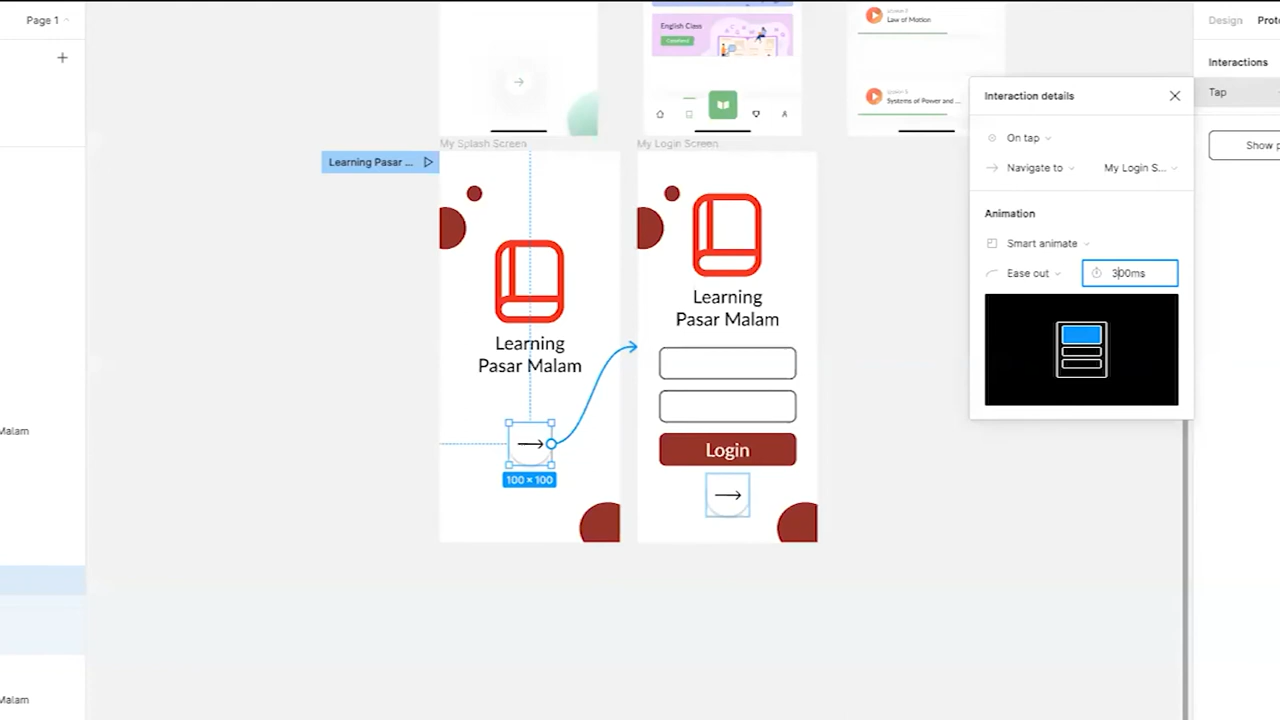 Page 1
Malam
Malam
English Class
Law of Motion
Systems of Power and ...
My Splash Screen
My Login Screen
Learning Pasar ...
Learning
Pasar Malam
100 × 100
Learning
Pasar Malam
Login
Interaction details
On tap
Navigate to
My Login S...
Animation
Smart animate
Ease out
300ms
Design
Proto
Interactions
Tap
Show p